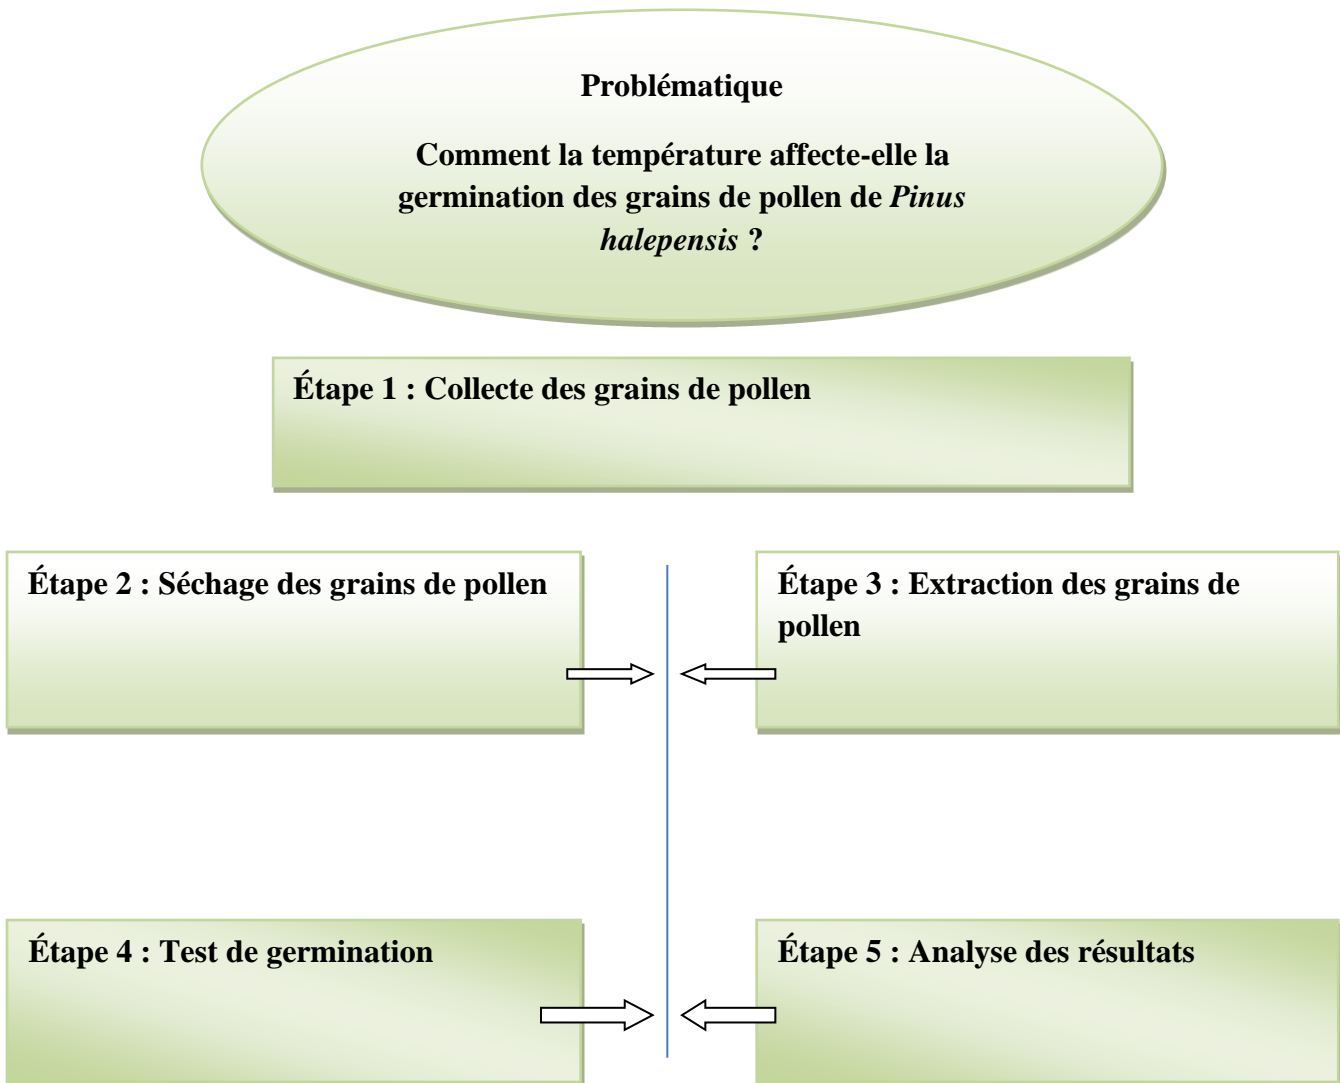 Problématique
Comment la température affecte-elle la
germination des grains de pollen de Pinus
halepensis ?
Étape 1 : Collecte des grains de pollen
Étape 2 : Séchage des grains de pollen
Étape 3 : Extraction des grains de
pollen
Étape 4 : Test de germination
Étape 5 : Analyse des résultats